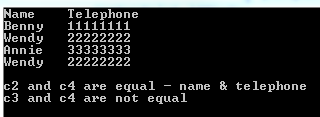 Name    Telephone
Benny   11111111
Wendy   22222222
Annie   33333333
Wendy   22222222

c2 and c4 are equal - name & telephone
c3 and c4 are not equal